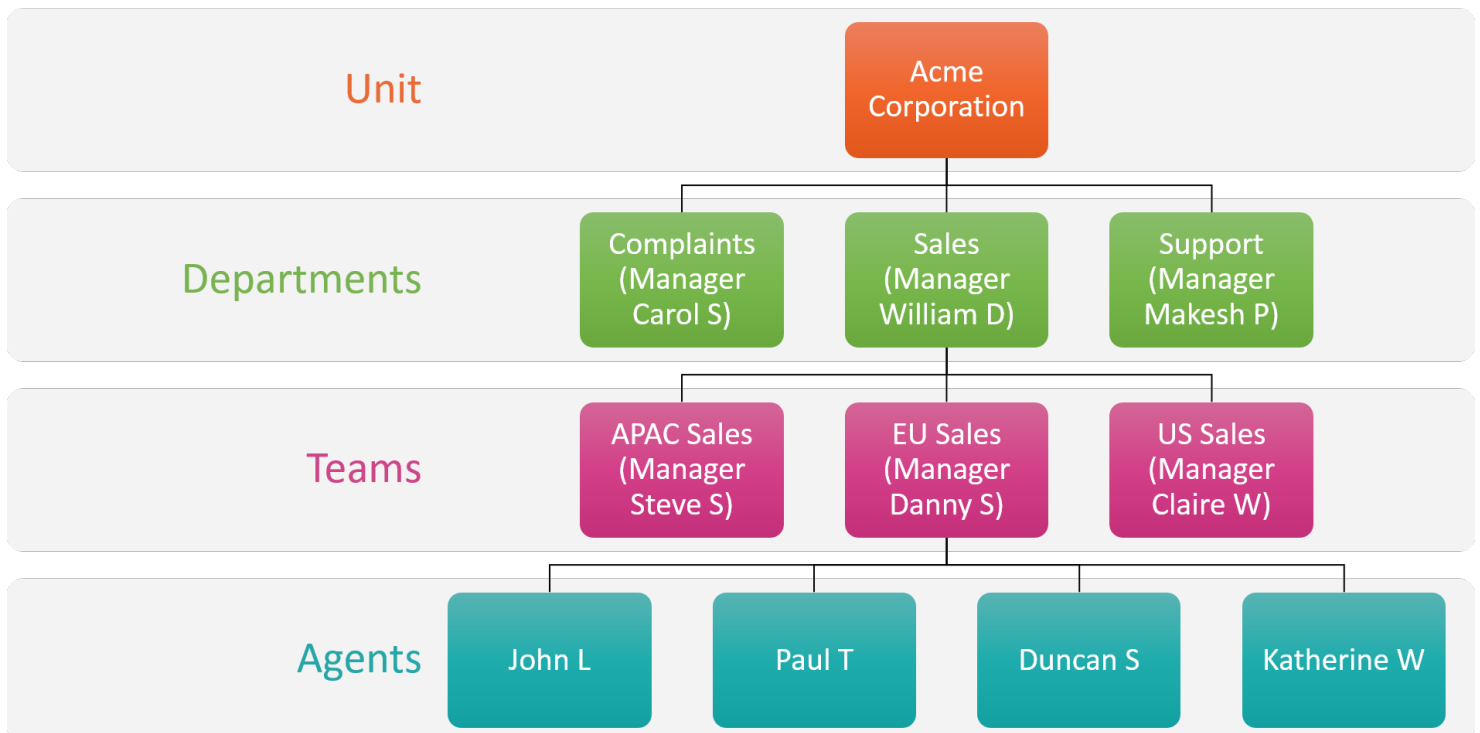 Unit
Acme
Corporation
Departments
Complaints
(Manager
Carol S)
Sales
(Manager
William D)
Support
(Manager
Makesh P)
Teams
APAC Sales
(Manager
Steve S)
EU Sales
(Manager
Danny S)
US Sales
(Manager
Claire W)
Agents
John L
Paul T
Duncan S
Katherine W